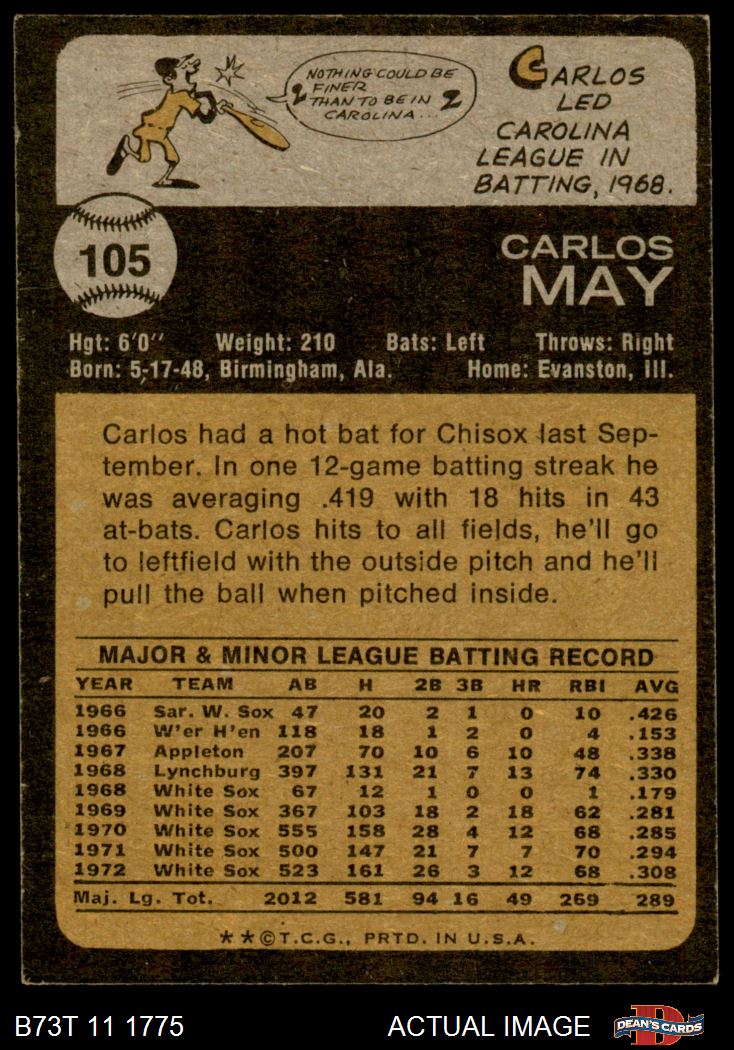 NOTHING COULD BE
FINER
THAN TO BE IN
CAROLINA...
CARLOS
LED
CAROLINA
LEAGUE IN
BATTING, 1968.
105
CARLOS
MAY
Hgt: 6'0" Weight: 210 Bats: Left Throws: Right
Born: 5-17-48, Birmingham, Ala. Home: Evanston, Ill.
Carlos had a hot bat for Chisox last Sep-
tember. In one 12-game batting streak he
was averaging .419 with 18 hits in 43
at-bats. Carlos hits to all fields, he'll go
to leftfield with the outside pitch and he'll
pull the ball when pitched inside.
MAJOR & MINOR LEAGUE BATTING RECORD
YEAR TEAM AB H 2B 3B HR RBI AVG
1966 Sar. W. Sox 47 20 2 1 0 10 .426
1966 W'er H'en 118 18 1 2 0 4 .153
1967 Appleton 207 70 10 6 10 48 .338
1968 Lynchburg 397 131 21 7 13 74 .330
1968 White Sox 67 12 1 0 0 1 .179
1969 White Sox 367 103 18 2 18 62 .281
1970 White Sox 555 158 28 4 12 68 .285
1971 White Sox 500 147 21 7 7 70 .294
1972 White Sox 523 161 26 3 12 68 .308
Maj. Lg. Tot. 2012 581 94 16 49 269 289
**©T.C.G., PRTD. IN U.S.A.
B73T 11 1775 ACTUAL IMAGE DEAN'S CARDS